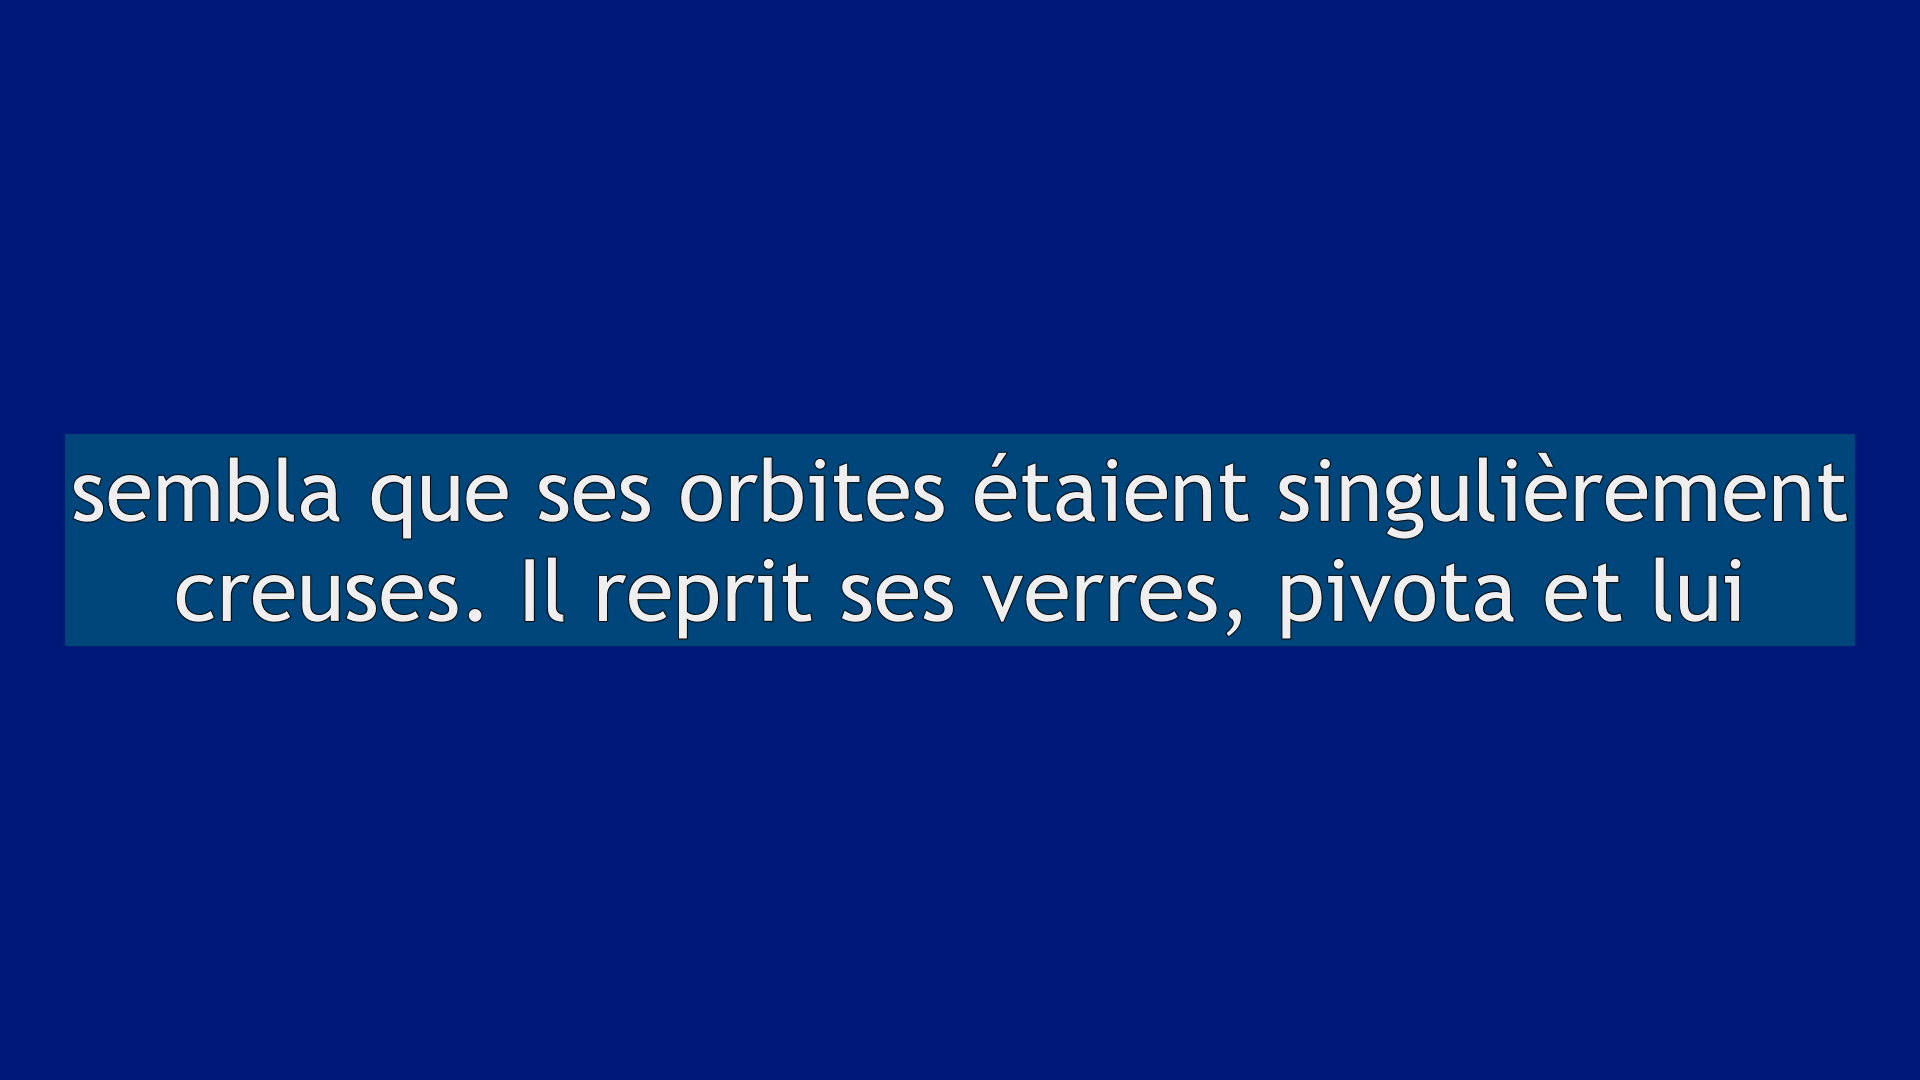 sembla que ses orbites étaient singulièrement
creuses. Il reprit ses verres, pivota et lui